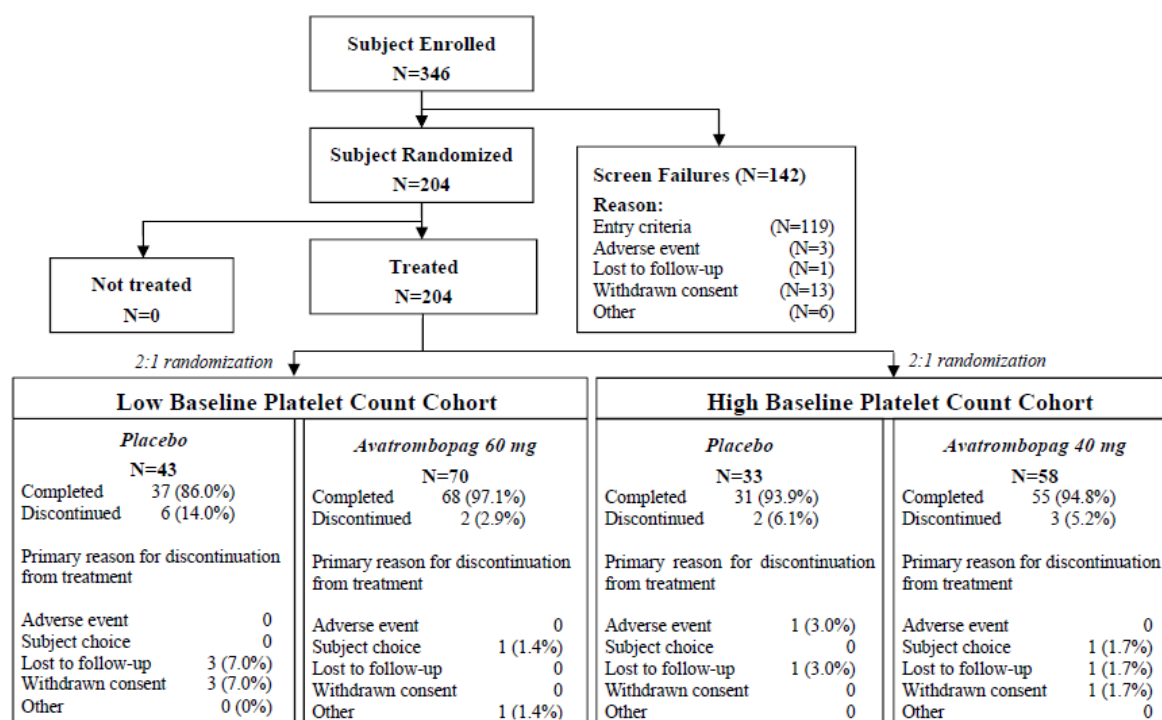 Subject Enrolled
N=346
Subject Randomized
N=204
Screen Failures (N=142)
Reason:
Entry criteria (N=119)
Adverse event (N=3)
Lost to follow-up (N=1)
Withdrawn consent (N=13)
Other (N=6)
Not treated
N=0
Treated
N=204
2:1 randomization
2:1 randomization
Low Baseline Platelet Count Cohort
Placebo
N=43
Completed 37 (86.0%)
Discontinued 6 (14.0%)
Primary reason for discontinuation
from treatment
Adverse event 0
Subject choice 0
Lost to follow-up 3 (7.0%)
Withdrawn consent 3 (7.0%)
Other 0 (0%)
Avatrombopag 60 mg
N=70
Completed 68 (97.1%)
Discontinued 2 (2.9%)
Primary reason for discontinuation
from treatment
Adverse event 0
Subject choice 1 (1.4%)
Lost to follow-up 0
Withdrawn consent 0
Other 1 (1.4%)
High Baseline Platelet Count Cohort
Placebo
N=33
Completed 31 (93.9%)
Discontinued 2 (6.1%)
Primary reason for discontinuation
from treatment
Adverse event 1 (3.0%)
Subject choice 0
Lost to follow-up 1 (3.0%)
Withdrawn consent 0
Other 0
Avatrombopag 40 mg
N=58
Completed 55 (94.8%)
Discontinued 3 (5.2%)
Primary reason for discontinuation
from treatment
Adverse event 0
Subject choice 1 (1.7%)
Lost to follow-up 1 (1.7%)
Withdrawn consent 1 (1.7%)
Other 0